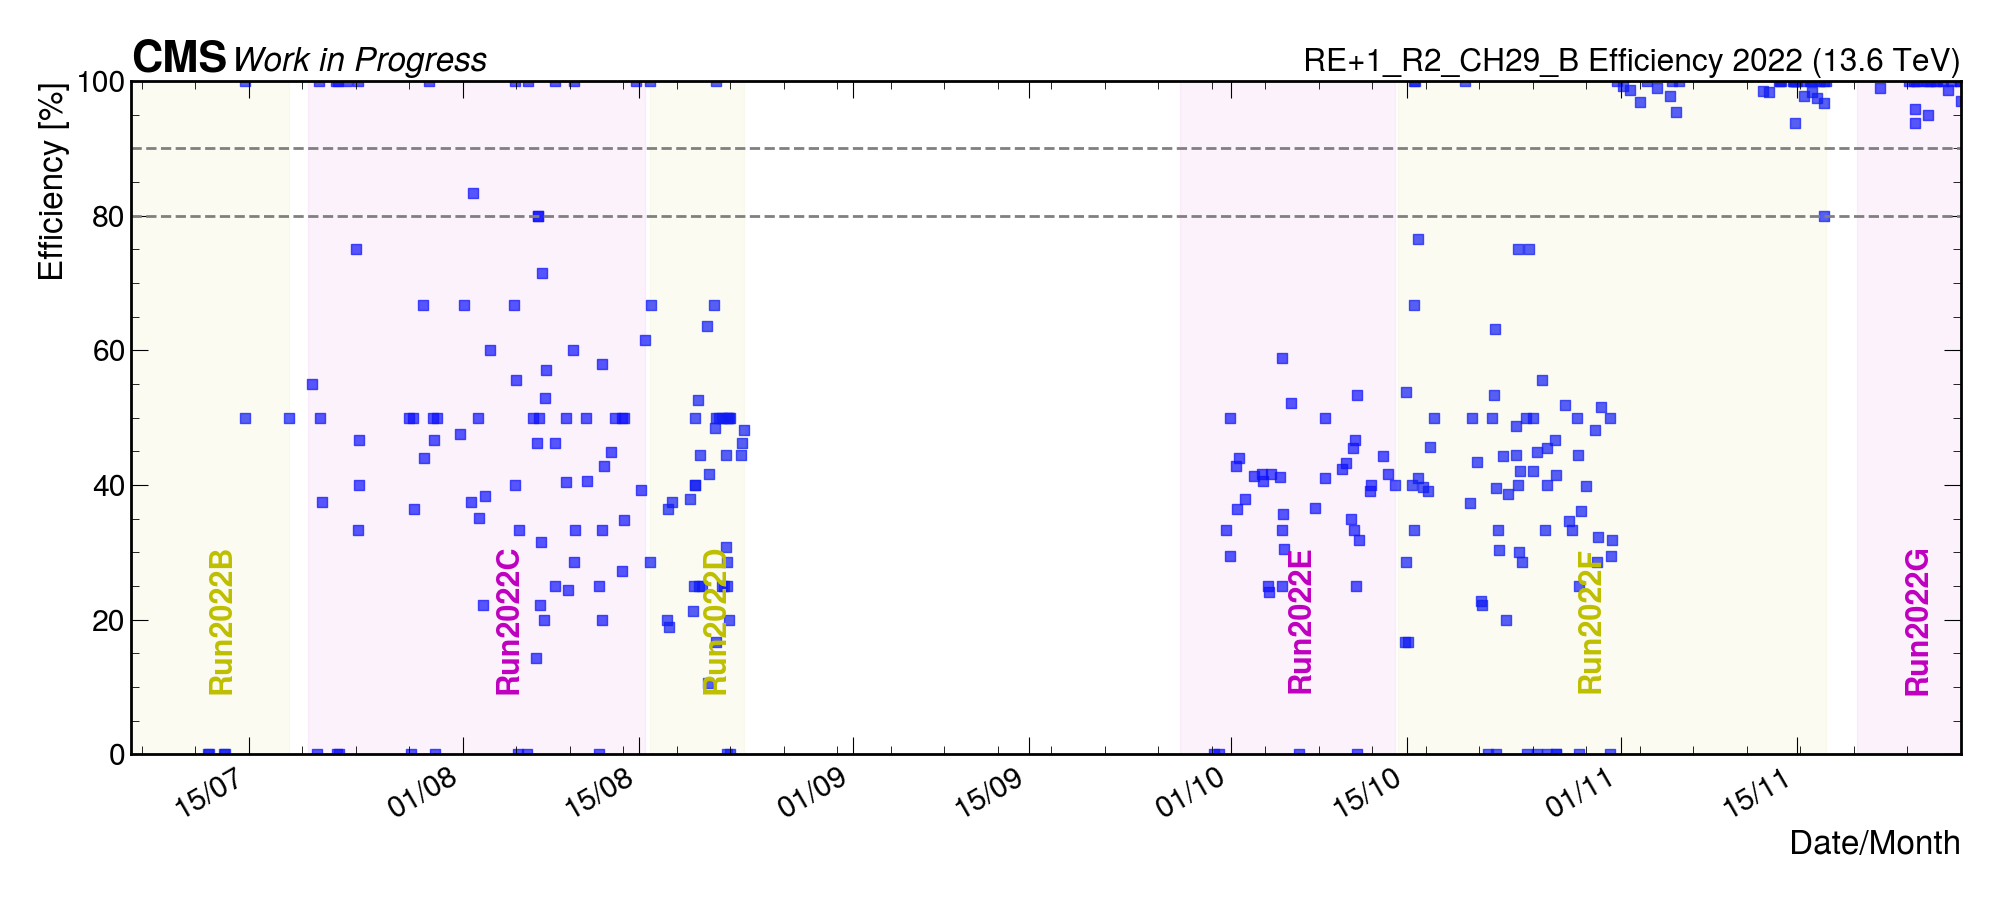 CMS Work in Progress
RE+1_R2_CH29_B Efficiency 2022 (13.6 TeV)
Efficiency [%]
100
80
60
40
20
0
Run2022B
Run2022C
Run2022D
Run2022E
Run2022F
Run2022G
15/07
01/08
15/08
01/09
15/09
01/10
15/10
01/11
15/11
Date/Month